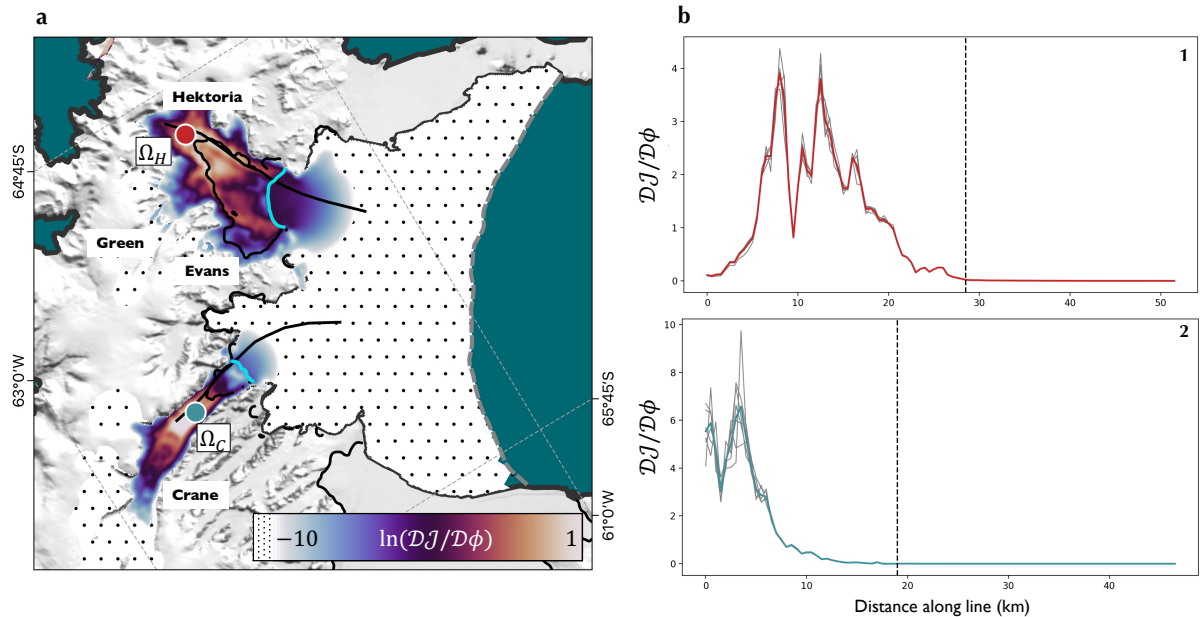 a
Hektoria
Ω_H
64°45'S
Green
Evans
63°0'W
Ω_C
Crane
−10 ln(𝒟𝒥/𝒟ϕ) 1
65°45'S
61°0'W
b
1
𝒟𝒥/𝒟ϕ
4
3
2
1
0
0 10 20 30 40 50
2
𝒟𝒥/𝒟ϕ
10
8
6
4
2
0
0 10 20 30 40
Distance along line (km)